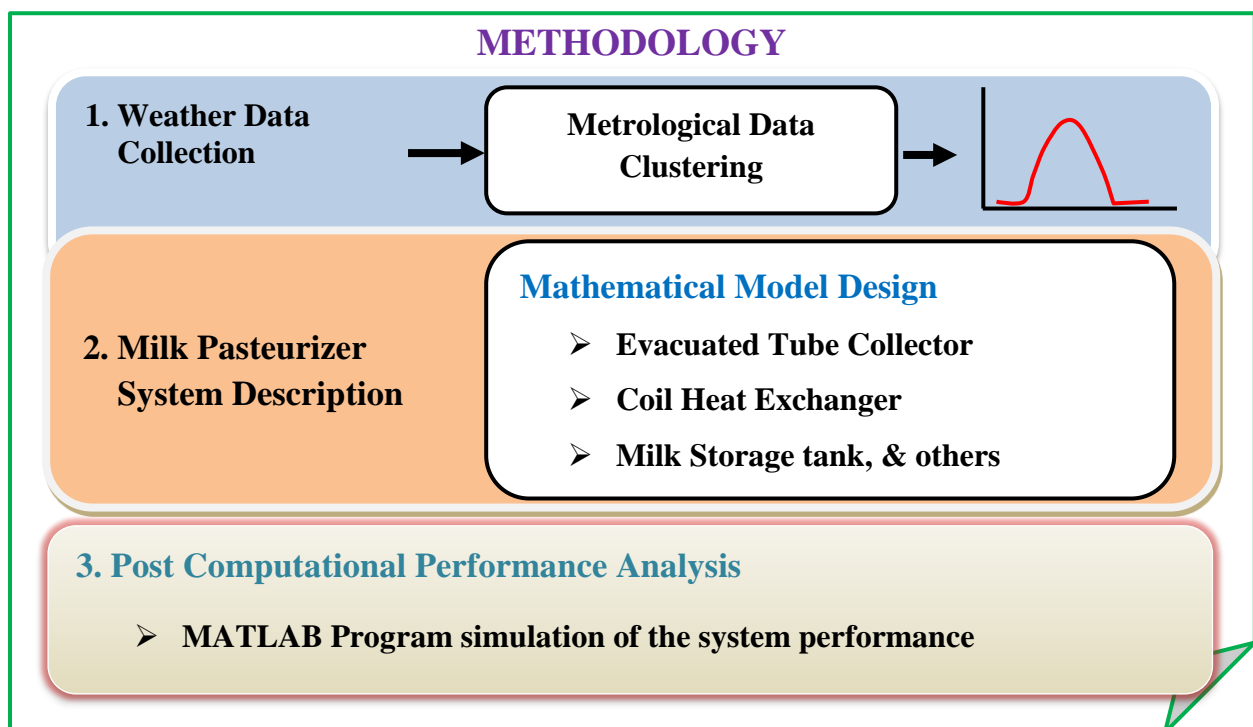 METHODOLOGY
1. Weather Data
Collection
Metrological Data
Clustering
2. Milk Pasteurizer
System Description
Mathematical Model Design
➢ Evacuated Tube Collector
➢ Coil Heat Exchanger
➢ Milk Storage tank, & others
3. Post Computational Performance Analysis
➢ MATLAB Program simulation of the system performance